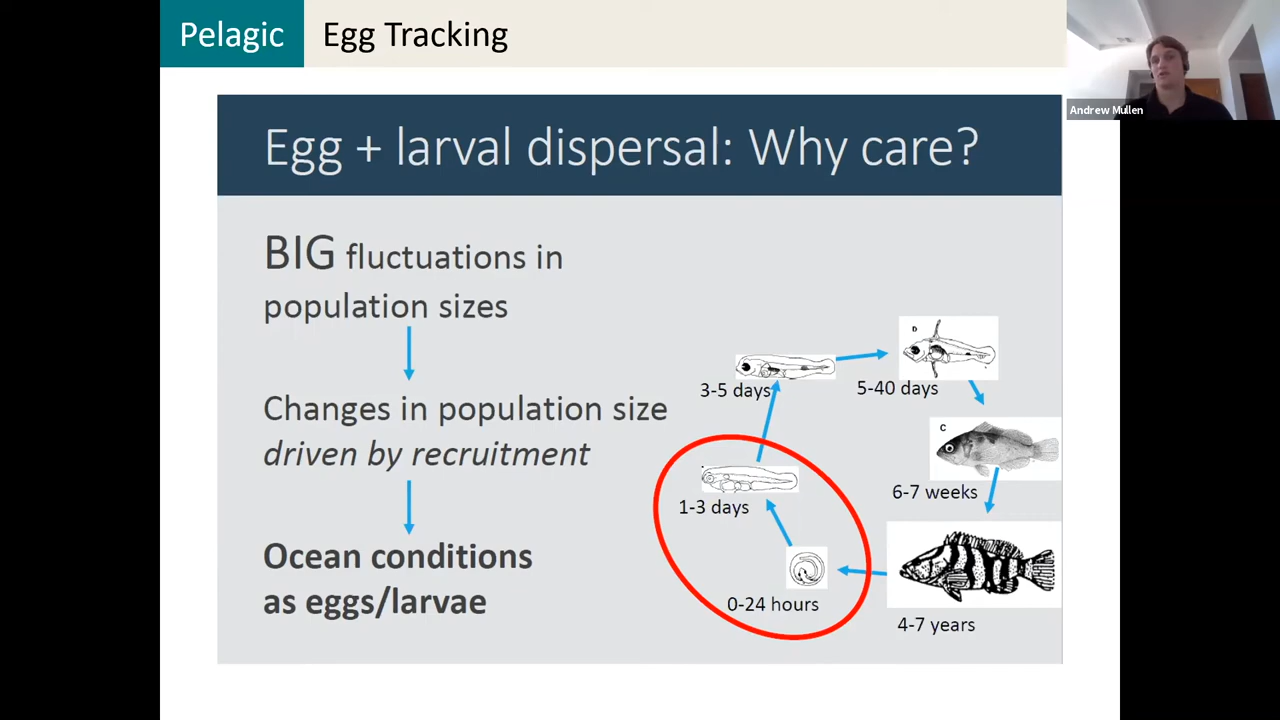 Pelagic Egg Tracking
Andrew Mullen
Egg + larval dispersal: Why care?
BIG fluctuations in
population sizes
Changes in population size
driven by recruitment
Ocean conditions
as eggs/larvae
D
3-5 days
5-40 days
C
6-7 weeks
1-3 days
0-24 hours
4-7 years